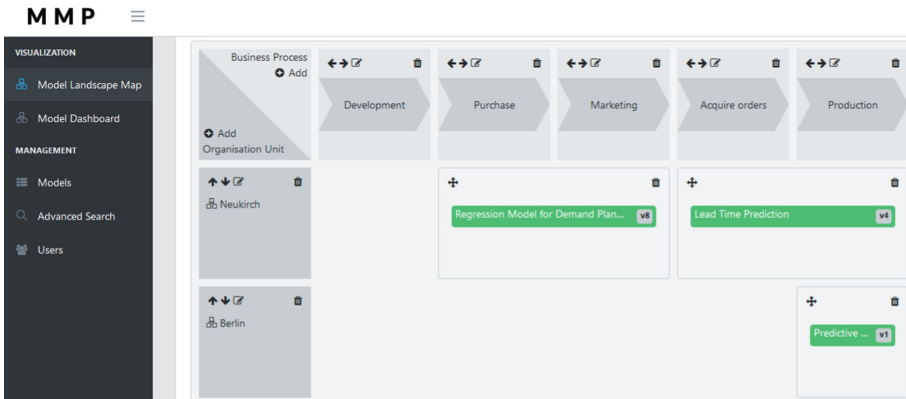 MMP
VISUALIZATION
Model Landscape Map
Model Dashboard
MANAGEMENT
Models
Advanced Search
Users
Business Process
Add
Add
Organisation Unit
Development
Purchase
Marketing
Acquire orders
Production
Neukirch
Regression Model for Demand Plan... v8
Lead Time Prediction v4
Berlin
Predictive ... v1